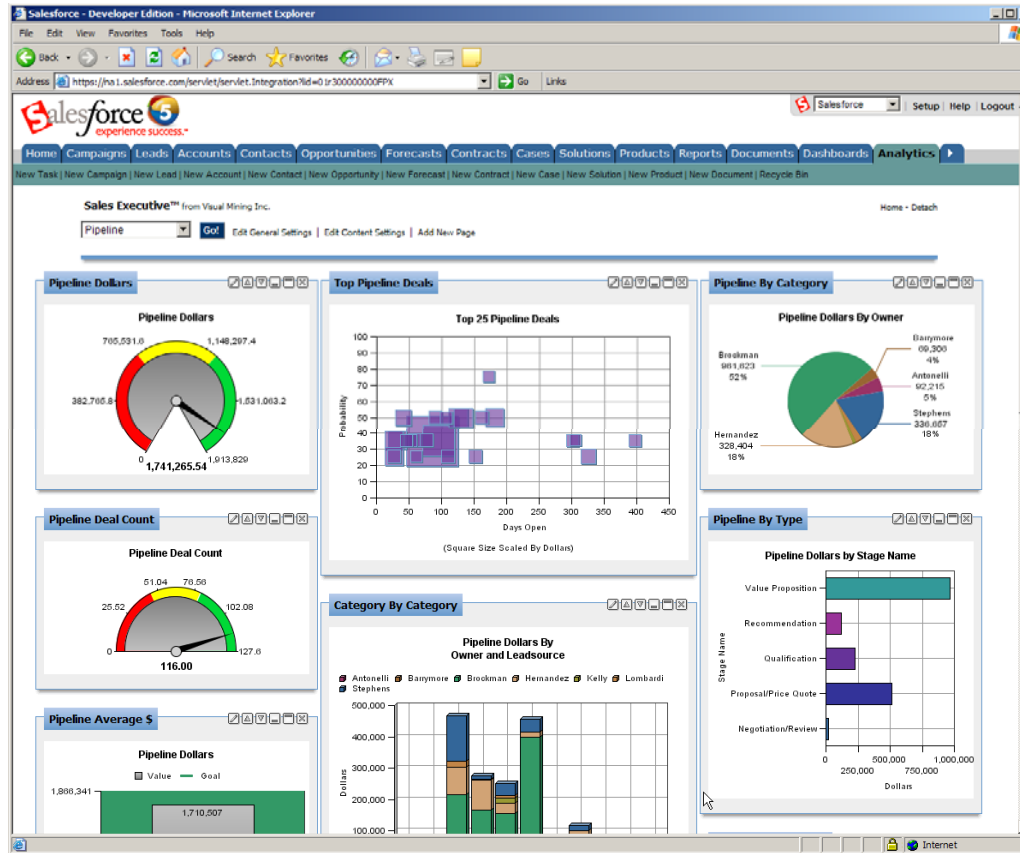 Salesforce - Developer Edition - Microsoft Internet Explorer
File Edit View Favorites Tools Help
Back Search Favorites
Address https://na1.salesforce.com/servlet/servlet.Integration?lid=01r300000000FPX Go Links
Salesforce 5
experience success.™
Salesforce Setup | Help | Logout
Home Campaigns Leads Accounts Contacts Opportunities Forecasts Contracts Cases Solutions Products Reports Documents Dashboards Analytics
New Task | New Campaign | New Lead | New Account | New Contact | New Opportunity | New Forecast | New Contract | New Case | New Solution | New Product | New Document | Recycle Bin
Sales Executive™ from Visual Mining Inc.
Home - Detach
Pipeline Go! Edit General Settings | Edit Content Settings | Add New Page
Pipeline Dollars
Pipeline Dollars
765,531.6 1,148,297.4
382,765.8 1,531,063.2
0 1,913,829
1,741,265.54
Pipeline Deal Count
Pipeline Deal Count
51.04 76.56
25.52 102.08
0 127.6
116.00
Pipeline Average $
Pipeline Dollars
Value Goal
1,866,341
1,710,507
Top Pipeline Deals
Top 25 Pipeline Deals
Probability
100
90
80
70
60
50
40
30
20
10
0
0 50 100 150 200 250 300 350 400 450
Days Open
(Square Size Scaled By Dollars)
Category By Category
Pipeline Dollars By
Owner and Leadsource
Antonelli Barrymore Brookman Hernandez Kelly Lombardi
Stephens
Dollars
500,000
400,000
300,000
200,000
100,000
Pipeline By Category
Pipeline Dollars By Owner
Barrymore
69,306
4%
Brookman
961,623
52%
Antonelli
92,215
5%
Stephens
336,657
18%
Hernandez
328,404
18%
Pipeline By Type
Pipeline Dollars by Stage Name
Stage Name
Value Proposition
Recommendation
Qualification
Proposal/Price Quote
Negotiation/Review
0 500,000 1,000,000
250,000 750,000
Dollars
Internet